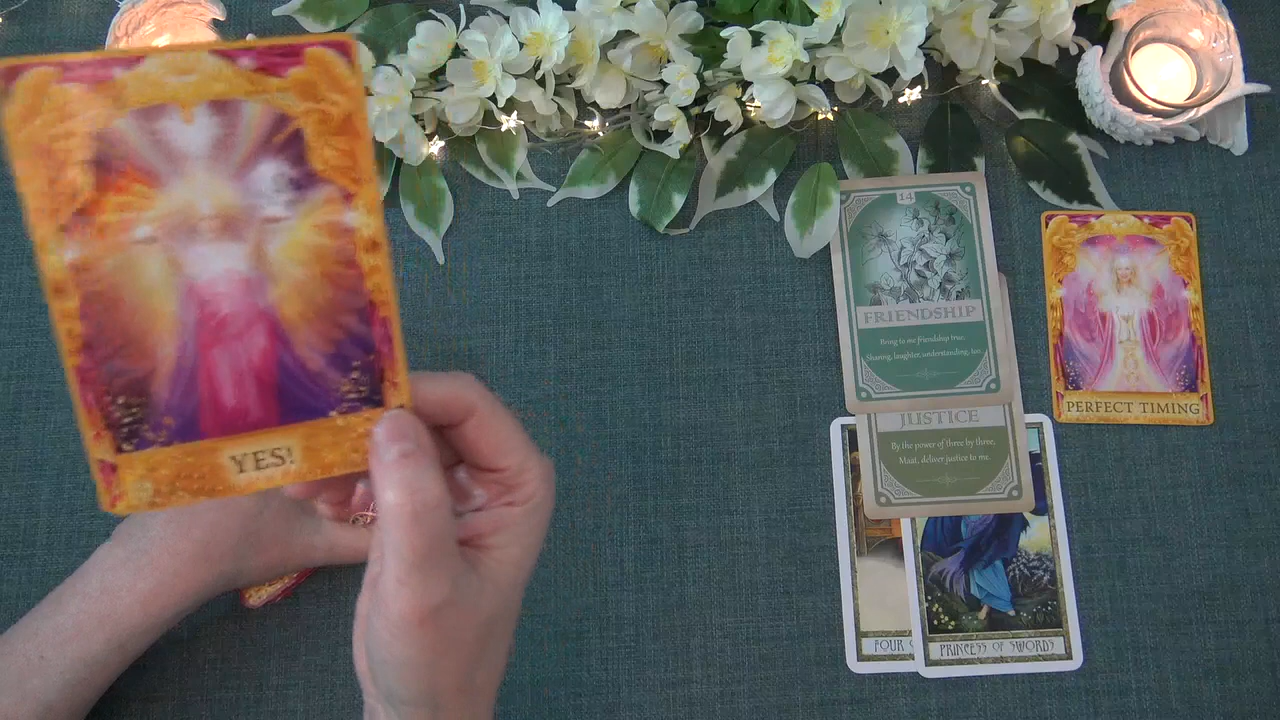 YES!
14
FRIENDSHIP
Bring to me friendship true,
Sharing, laughter, understanding, too.
JUSTICE
By the power of three by three,
Maat, deliver justice to me.
PERFECT TIMING
FOUR
PRINCESS OF SWORDS